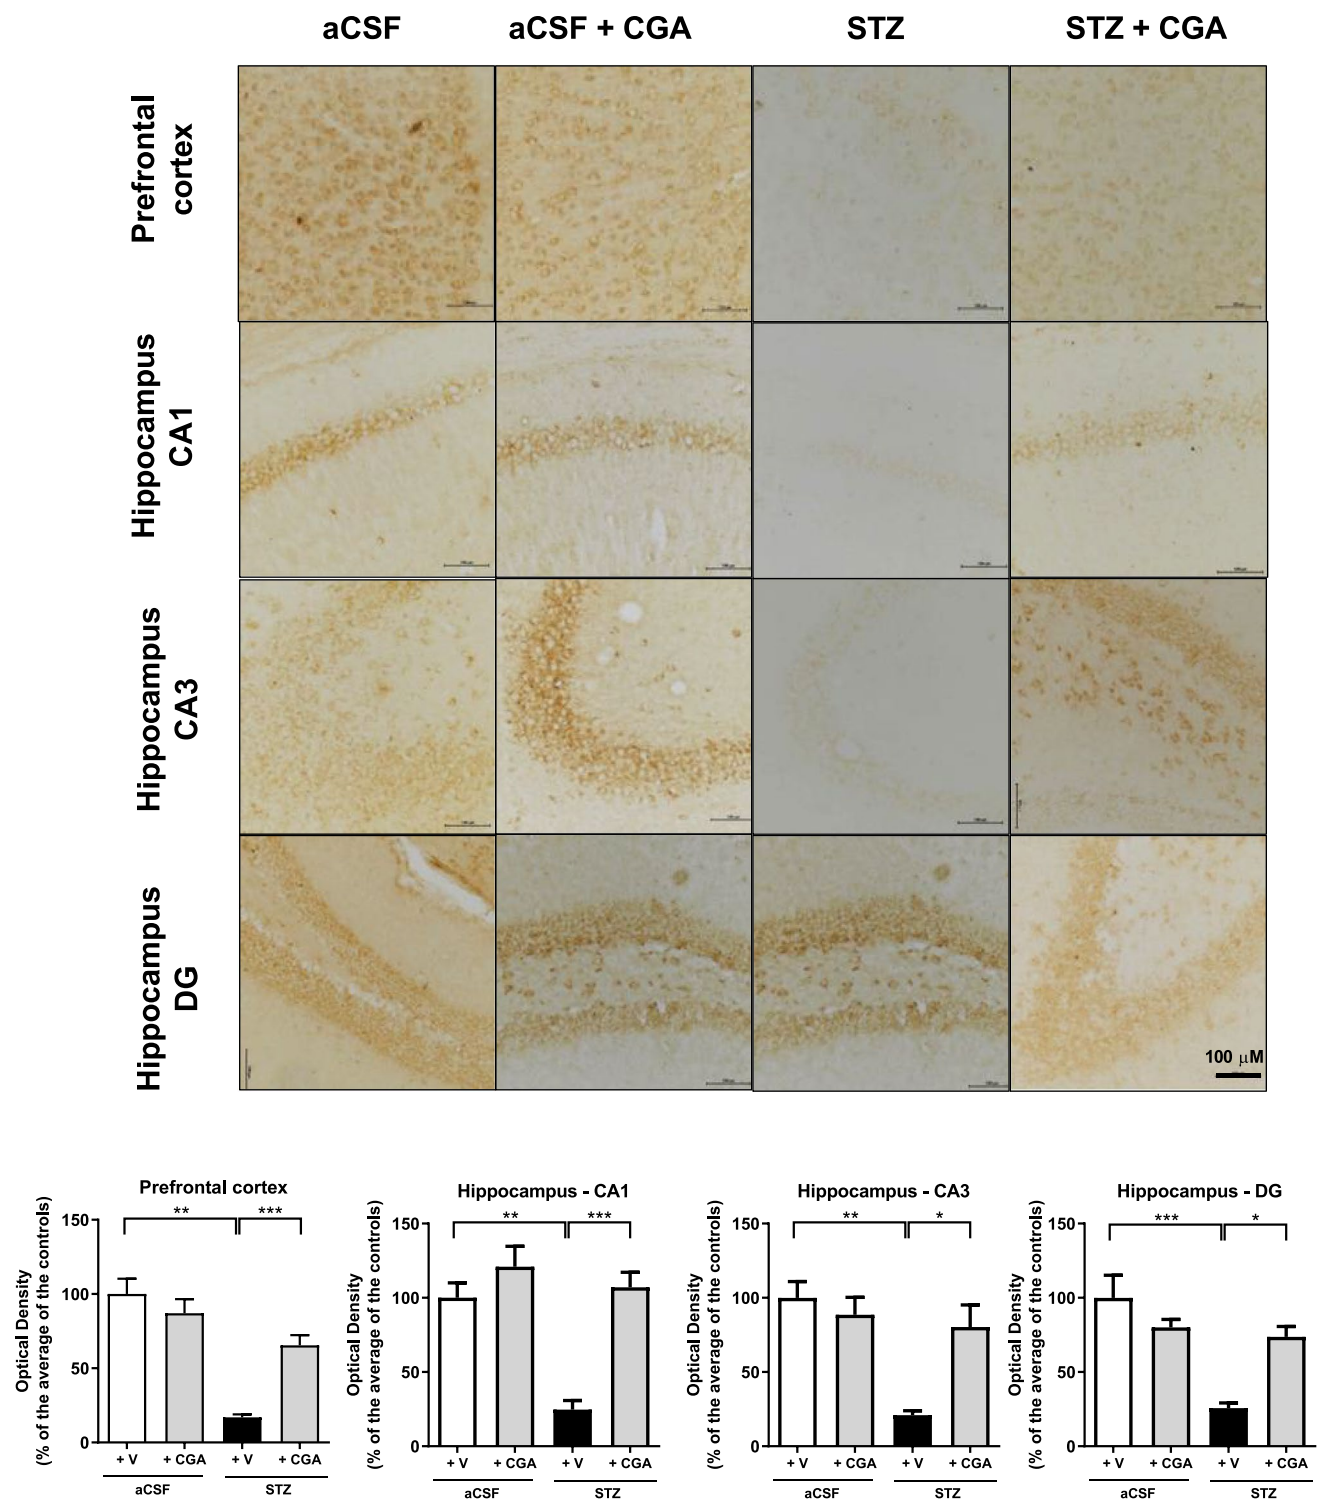 aCSF
aCSF + CGA
STZ
STZ + CGA
Prefrontal
cortex
Hippocampus
CA1
Hippocampus
CA3
Hippocampus
DG
100 μM
Prefrontal cortex
Optical Density
(% of the average of the controls)
150
100
50
0
**
***
+ V
+ CGA
+ V
+ CGA
aCSF
STZ
Hippocampus - CA1
Optical Density
(% of the average of the controls)
150
100
50
0
**
***
+ V
+ CGA
+ V
+ CGA
aCSF
STZ
Hippocampus - CA3
Optical Density
(% of the average of the controls)
150
100
50
0
**
*
+ V
+ CGA
+ V
+ CGA
aCSF
STZ
Hippocampus - DG
Optical Density
(% of the average of the controls)
150
100
50
0
***
*
+ V
+ CGA
+ V
+ CGA
aCSF
STZ